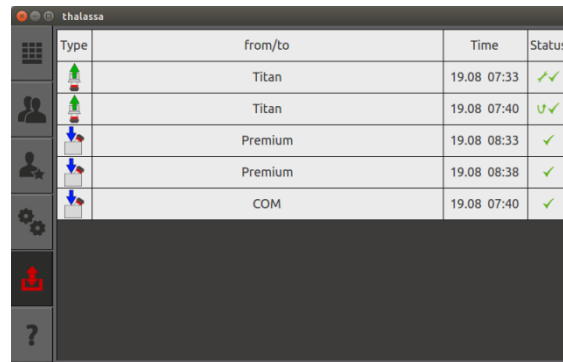 thalassa
Type from/to Time Status
Titan 19.08 07:33
Titan 19.08 07:40
Premium 19.08 08:33
Premium 19.08 08:38
COM 19.08 07:40
?